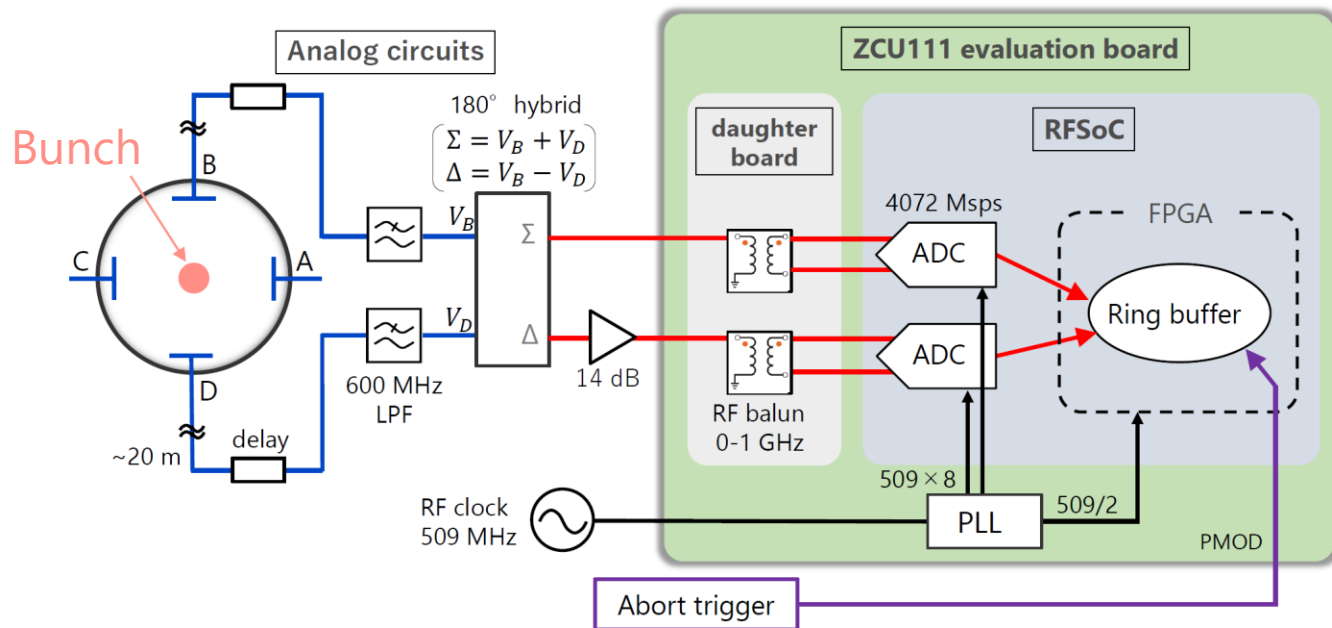 Analog circuits
ZCU111 evaluation board
180° hybrid
Σ = V_B + V_D
Δ = V_B − V_D
daughter
board
RFSoC
Bunch
B
C
A
D
V_B
Σ
V_D
Δ
4072 Msps
ADC
ADC
FPGA
Ring buffer
14 dB
600 MHz
LPF
RF balun
0-1 GHz
delay
~20 m
RF clock
509 MHz
509×8
PLL
509/2
PMOD
Abort trigger